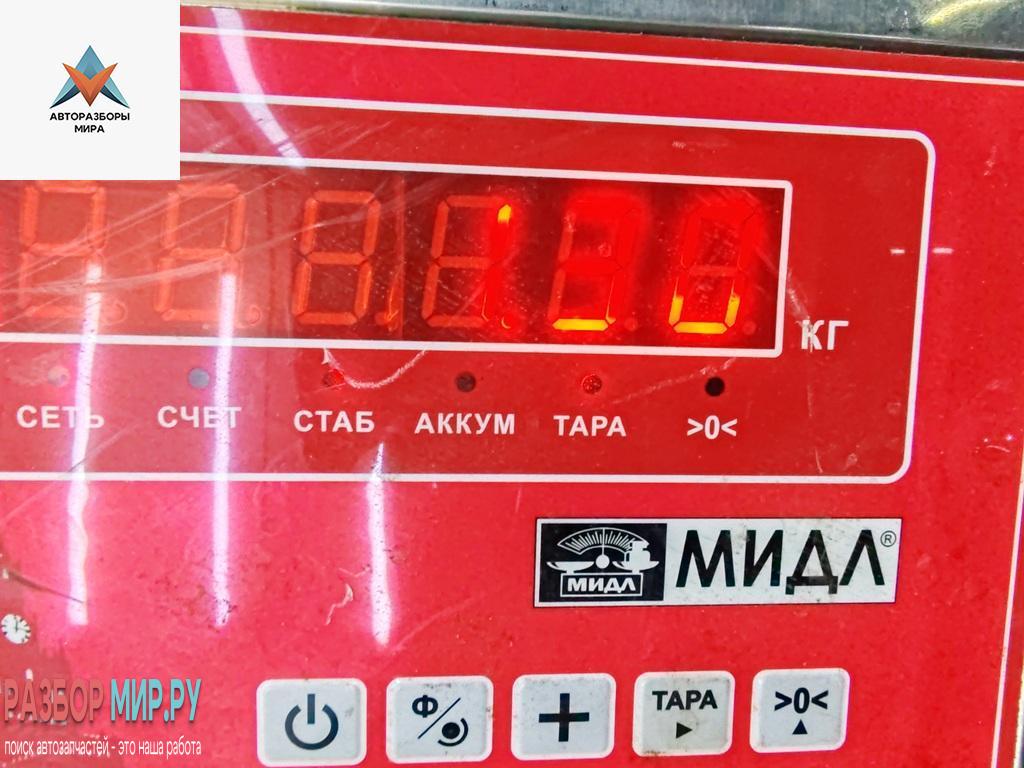 АВТОРАЗБОРЫ
МИРА
КГ
СЕТЬ СЧЕТ СТАБ АККУМ ТАРА >0<
МИДЛ МИДЛ®
Ф ТАРА >0<
РАЗБОР МИР.РУ
поиск автозапчастей - это наша работа